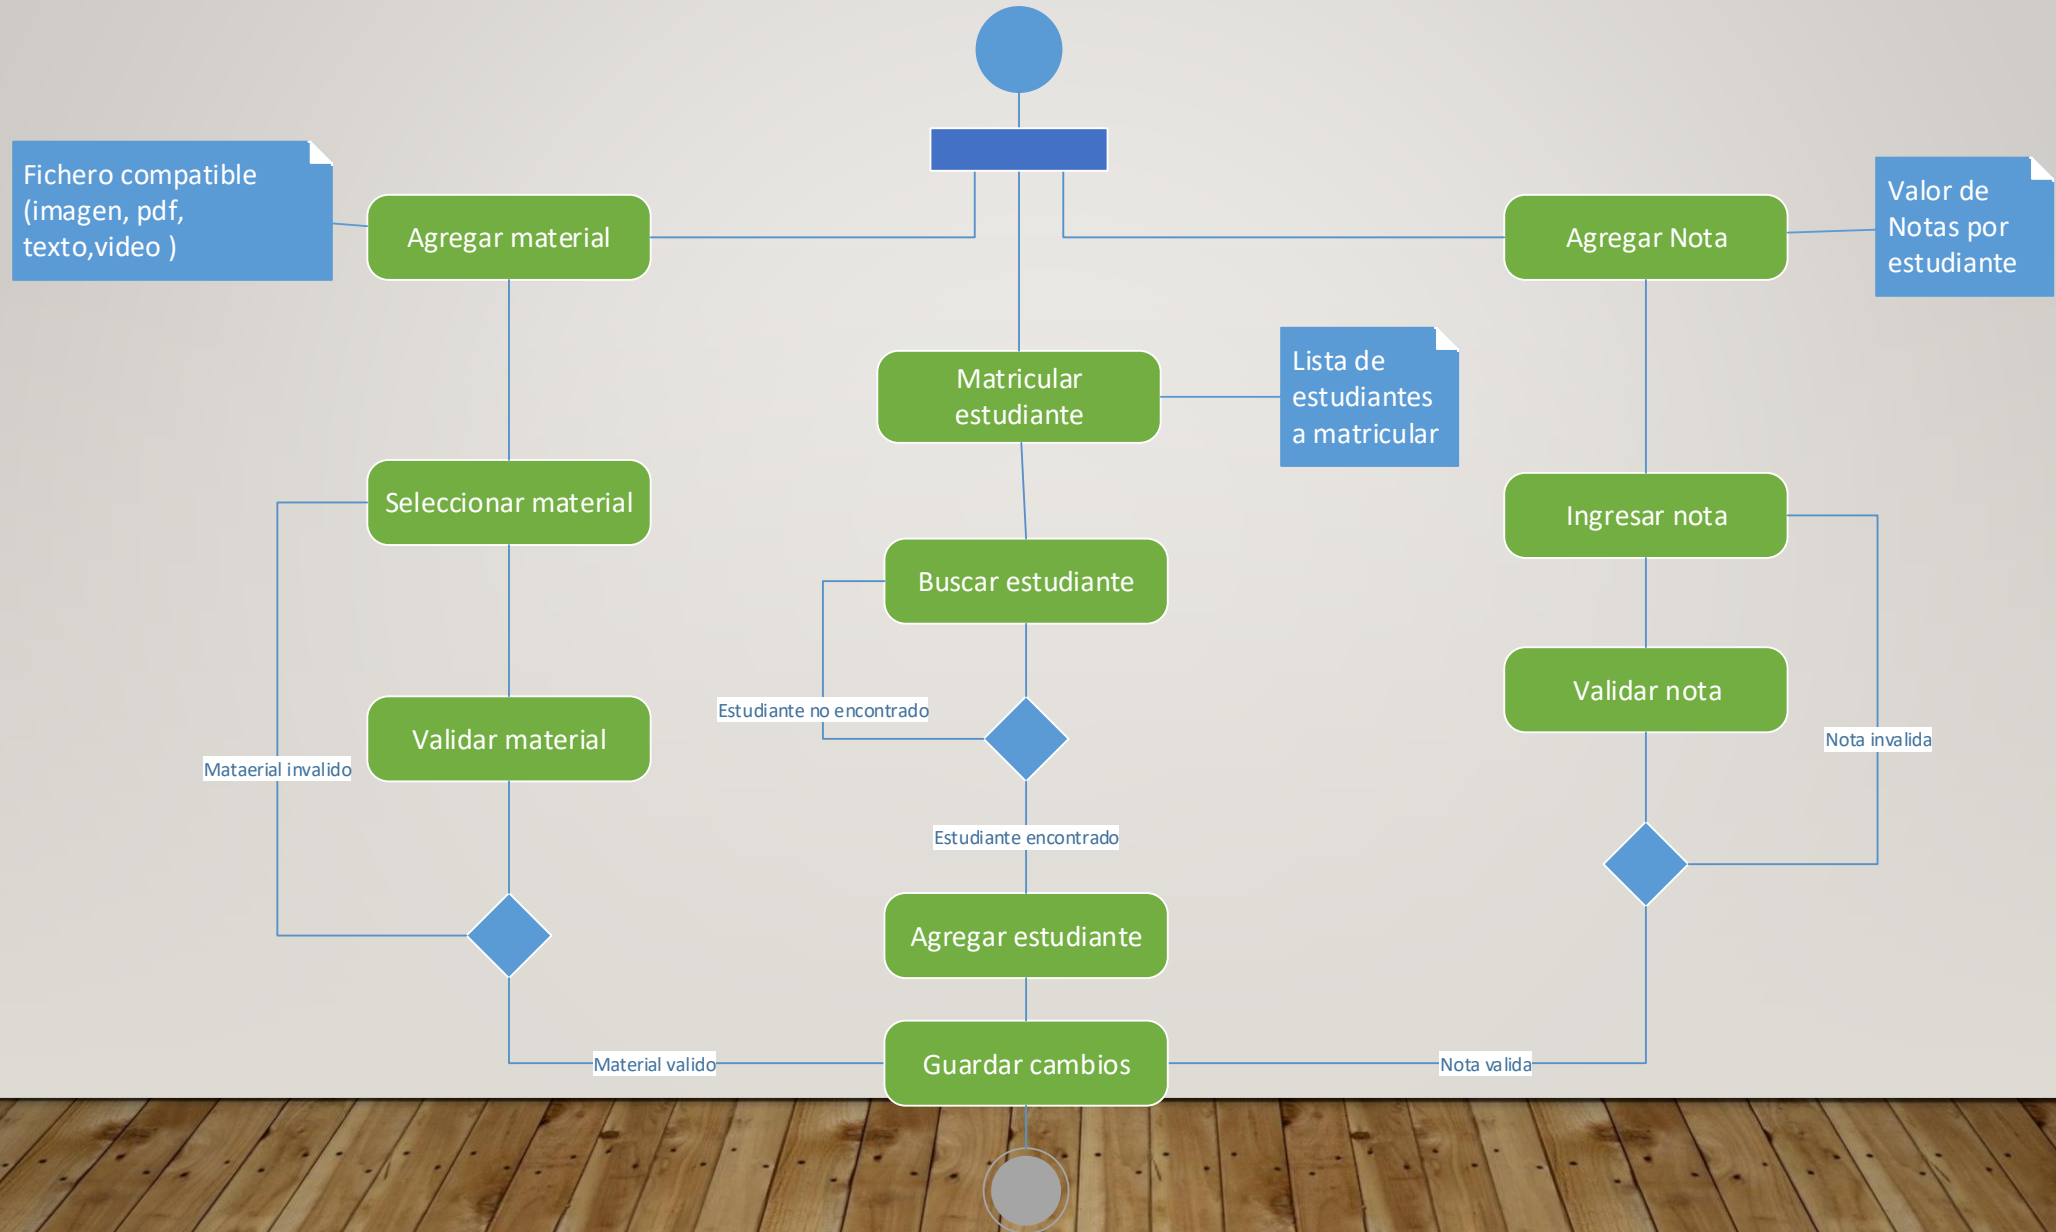 Fichero compatible
(imagen, pdf,
texto,video )
Agregar material
Agregar Nota
Valor de
Notas por
estudiante
Matricular
estudiante
Lista de
estudiantes
a matricular
Seleccionar material
Ingresar nota
Buscar estudiante
Validar nota
Estudiante no encontrado
Validar material
Nota invalida
Mataerial invalido
Estudiante encontrado
Agregar estudiante
Material valido
Guardar cambios
Nota valida